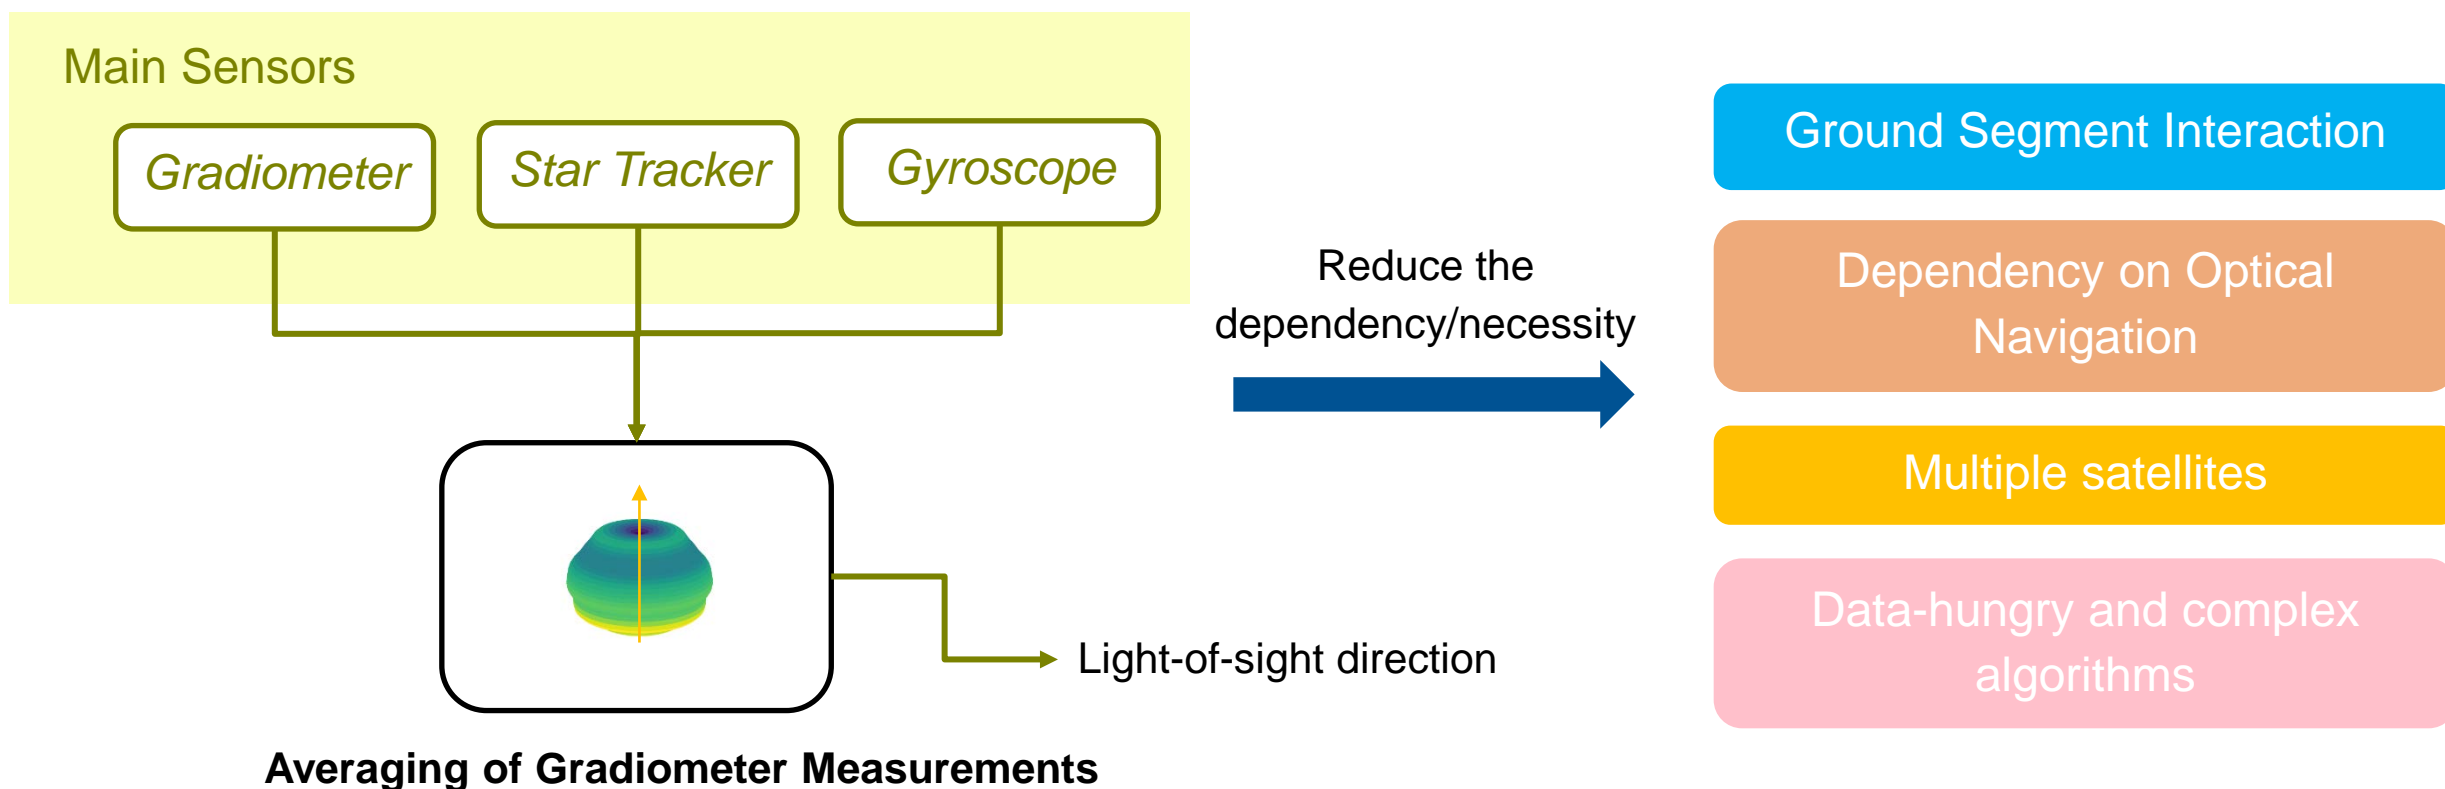 Main Sensors
Gradiometer
Star Tracker
Gyroscope
Averaging of Gradiometer Measurements
Light-of-sight direction
Reduce the
dependency/necessity
Ground Segment Interaction
Dependency on Optical
Navigation
Multiple satellites
Data-hungry and complex
algorithms